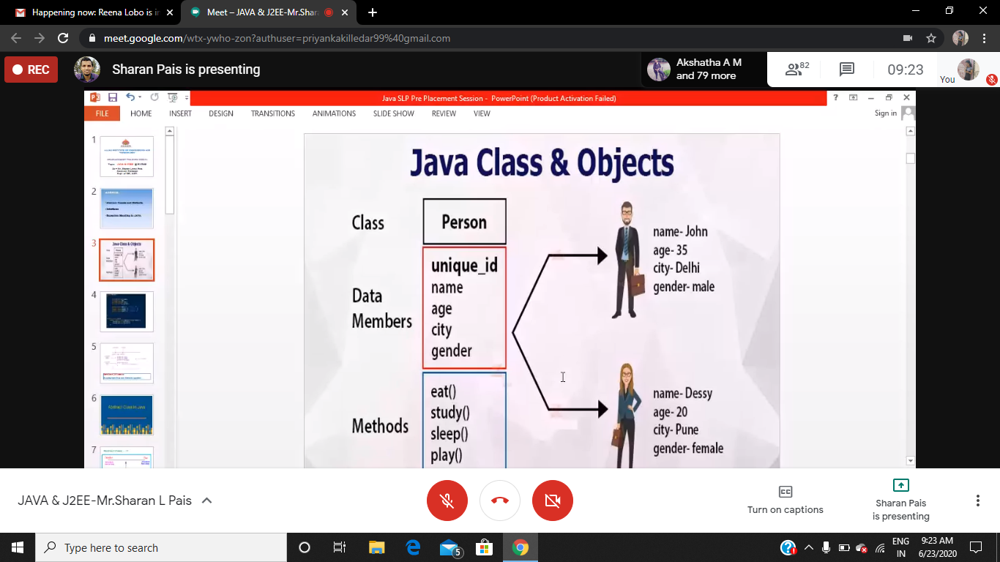 Happening now: Reena Lobo is in
Meet – JAVA & J2EE-Mr.Shara
meet.google.com/wtx-ywho-zon?authuser=priyankakilledar99%40gmail.com
REC
Sharan Pais is presenting
Akshatha A M
and 79 more
82
09:23
You
Java SLP Pre Placement Session - PowerPoint (Product Activation Failed)
?
FILE HOME INSERT DESIGN TRANSITIONS ANIMATIONS SLIDE SHOW REVIEW VIEW
Sign in
1
2
3
4
5
6
7
Java Class & Objects
Abstract Class in Java
Java Class & Objects
Class
Person
Data
Members
unique_id
name
age
city
gender
Methods
eat()
study()
sleep()
play()
name- John
age- 35
city- Delhi
gender- male
name- Dessy
age- 20
city- Pune
gender- female
JAVA & J2EE-Mr.Sharan L Pais
CC
Turn on captions
Sharan Pais
is presenting
Type here to search
5
ENG
IN
9:23 AM
6/23/2020